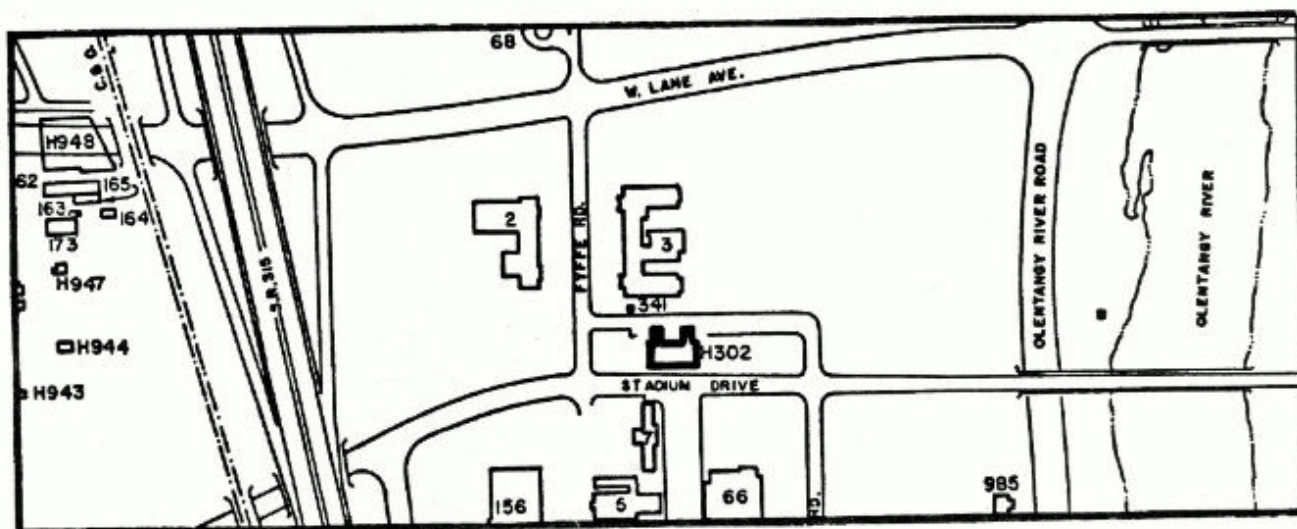 68
C. & O.
W. LANE AVE.
H948
62
165
163
164
173
H947
S.R. 315
2
FYFFE RD.
3
341
OLENTANGY RIVER ROAD
OLENTANGY RIVER
H944
H302
H943
STADIUM DRIVE
7
156
5
66
RD.
985